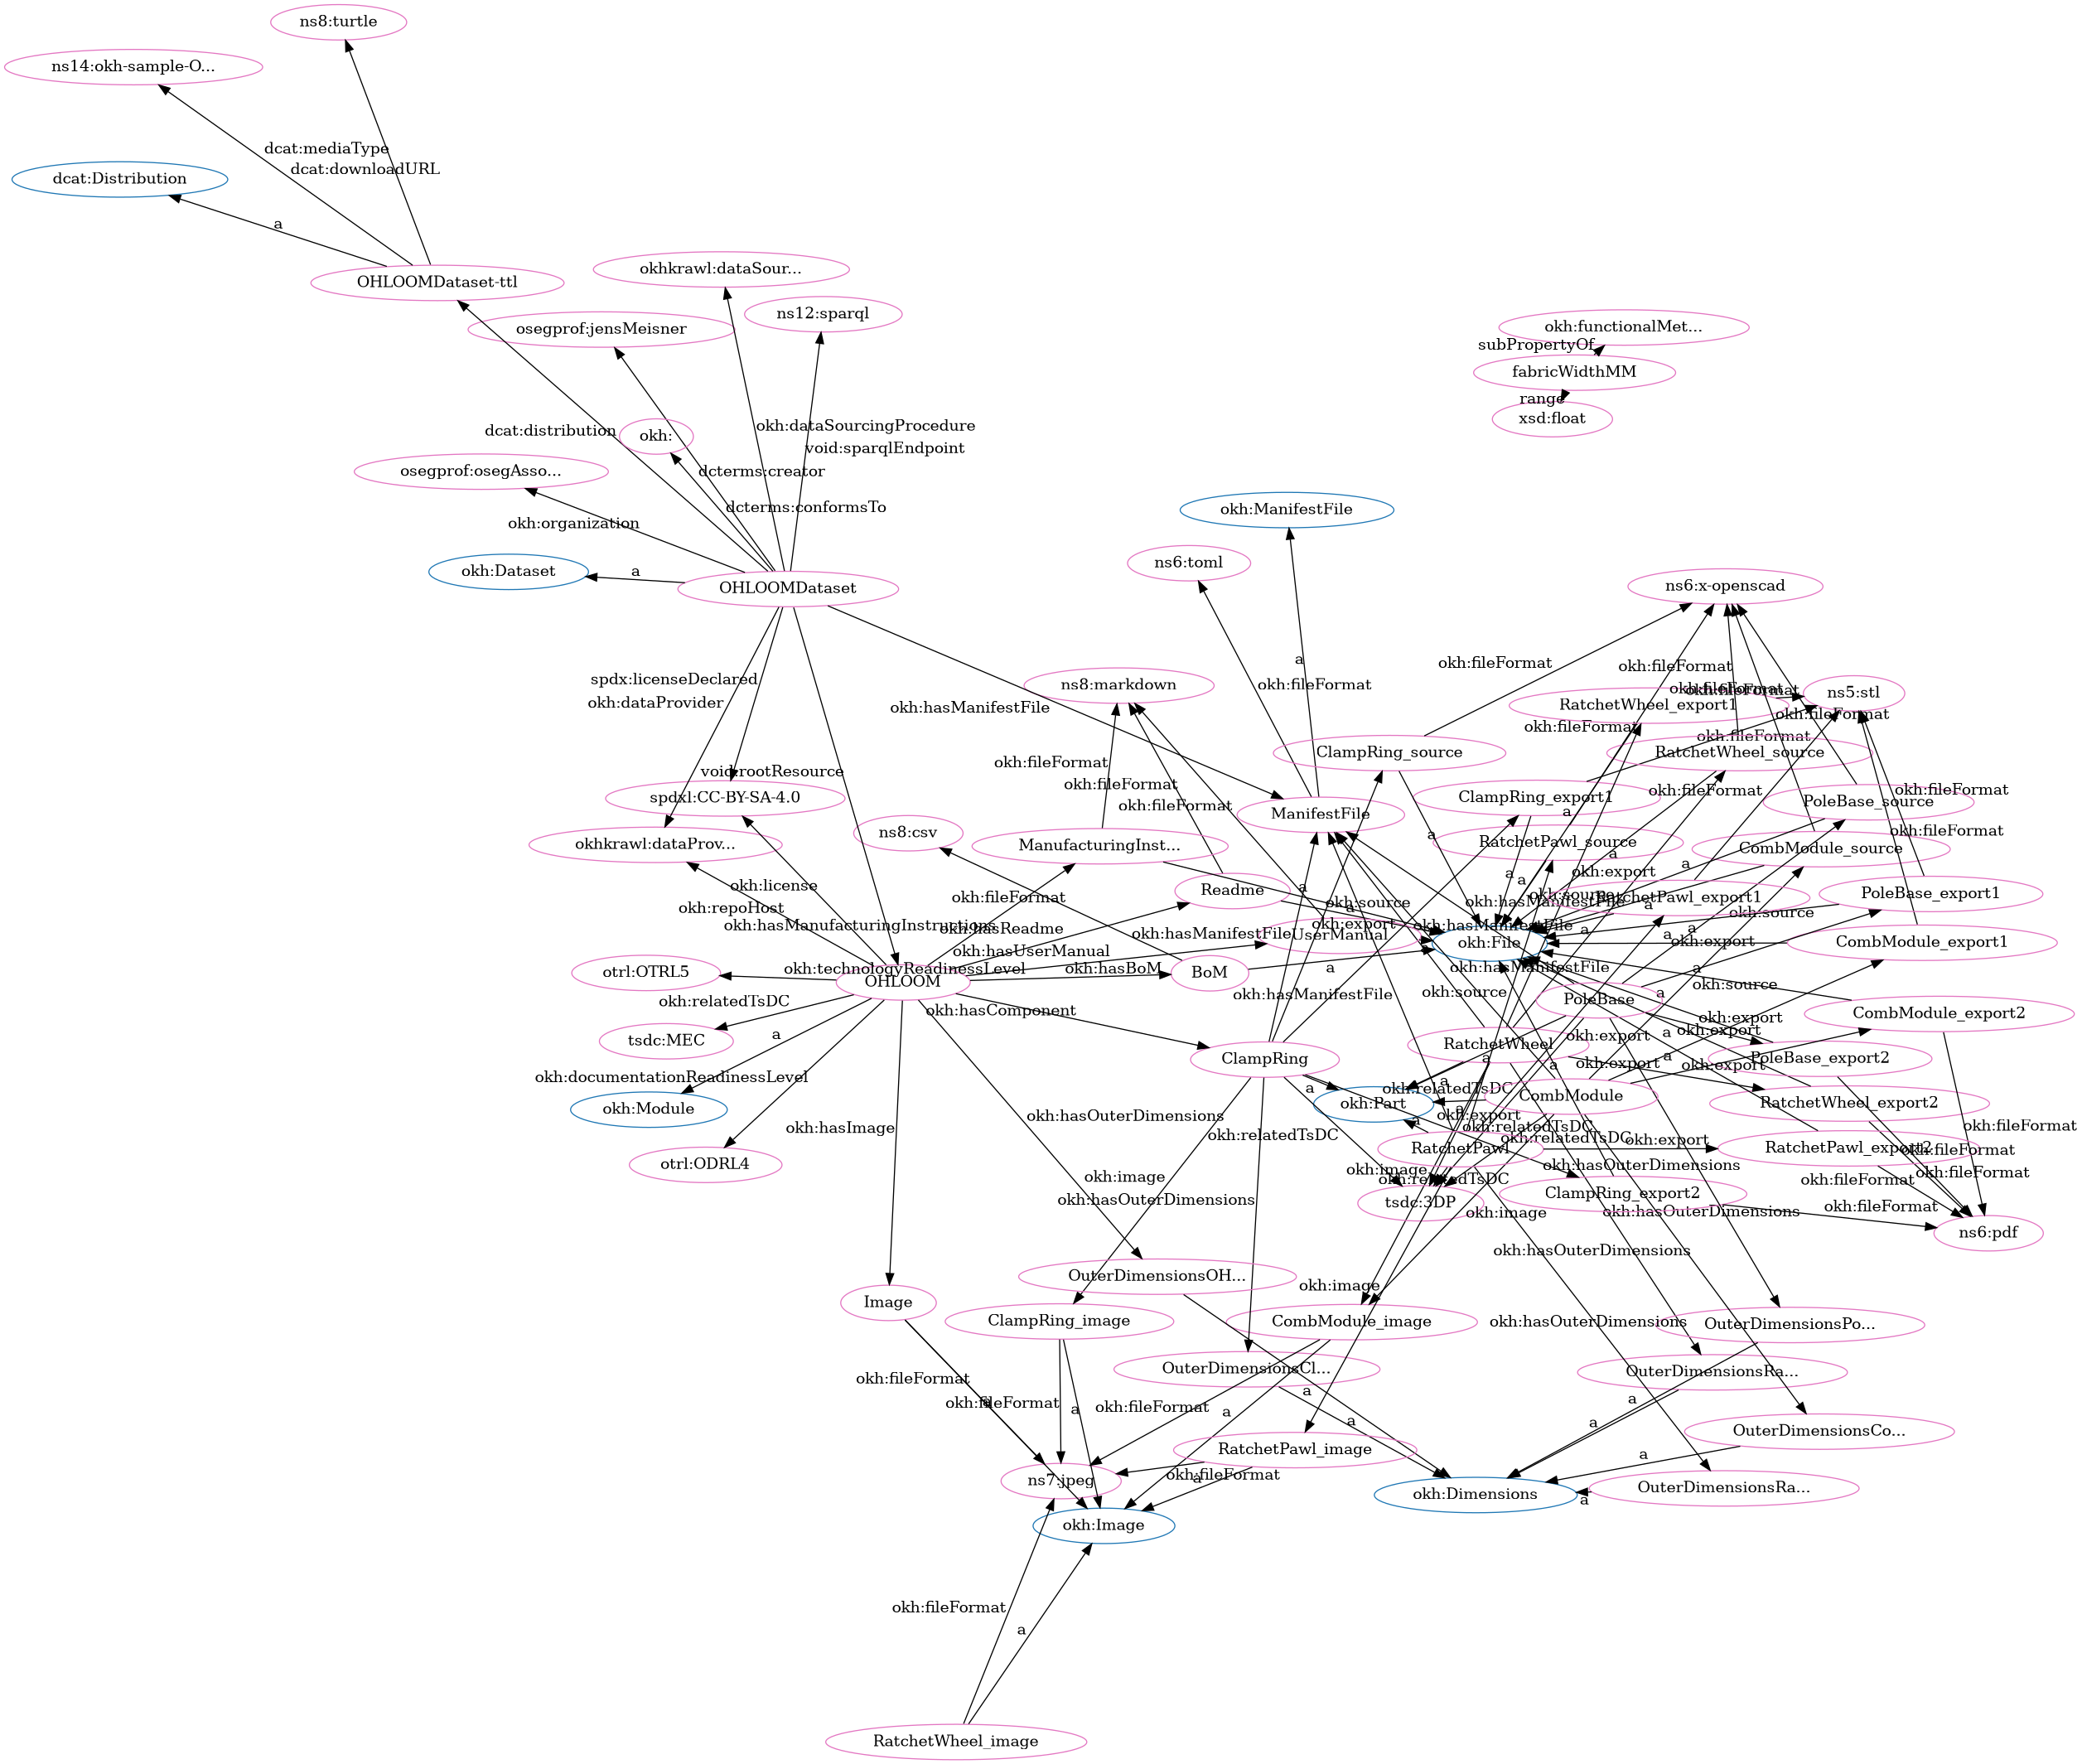 ns8:turtle
ns14:okh-sample-O...
dcat:mediaType
dcat:downloadURL
dcat:Distribution
a
okhkrawl:dataSour...
OHLOOMDataset-ttl
ns12:sparql
osegprof:jensMeisner
okh:functionalMet...
subPropertyOf
fabricWidthMM
range
xsd:float
okh:dataSourcingProcedure
dcat:distribution
okh:
void:sparqlEndpoint
osegprof:osegAsso...
dcterms:creator
dcterms:conformsTo
okh:ManifestFile
okh:organization
ns6:toml
okh:Dataset
a
OHLOOMDataset
ns6:x-openscad
a
okh:fileFormat
okh:fileFormat
okh:fileFormat
spdx:licenseDeclared
ns8:markdown
okh:fileFormat
okh:fileFormat
ns5:stl
okh:dataProvider
okh:hasManifestFile
RatchetWheel_export1
okh:fileFormat
okh:fileFormat
okh:fileFormat
ClampRing_source
RatchetWheel_source
okh:fileFormat
void:rootResource
okh:fileFormat
okh:fileFormat
okh:fileFormat
spdxl:CC-BY-SA-4.0
okh:fileFormat
ManifestFile
ClampRing_export1
PoleBase_source
ns8:csv
a
a
okh:fileFormat
okhkrawl:dataProv...
ManufacturingInst...
RatchetPawl_source
CombModule_source
a
a
a
a
okh:export
okh:license
okh:fileFormat
a
Readme
a
okh:source
RatchetPawl_export1
PoleBase_export1
okh:repoHost
okh:source
okh:hasManifestFile
a
okh:source
okh:hasManufacturingInstructions
okh:hasReadme
a
okh:export
okh:hasManifestFile
a
okh:hasManifestFile
UserManual
okh:File
a
a
okh:export
CombModule_export1
okh:hasUserManual
otrl:OTRL5
okh:technologyReadinessLevel
okh:hasBoM
BoM
a
okh:hasManifestFile
a
OHLOOM
okh:source
okh:source
okh:hasManifestFile
a
okh:relatedTsDC
PoleBase
okh:hasComponent
okh:export
CombModule_export2
a
tsdc:MEC
okh:export
okh:export
a
RatchetWheel
a
ClampRing
a
a
okh:export
okh:export
PoleBase_export2
okh:documentationReadinessLevel
a
okh:relatedTsDC
CombModule
okh:Module
okh:Part
RatchetWheel_export2
okh:hasImage
okh:hasOuterDimensions
a
okh:export
okh:relatedTsDC
okh:fileFormat
okh:relatedTsDC
okh:relatedTsDC
okh:export
RatchetPawl
RatchetPawl_export2
okh:fileFormat
otrl:ODRL4
okh:image
okh:image
okh:relatedTsDC
okh:hasOuterDimensions
okh:fileFormat
okh:fileFormat
okh:hasOuterDimensions
tsdc:3DP
ClampRing_export2
okh:image
okh:hasOuterDimensions
okh:fileFormat
ns6:pdf
okh:hasOuterDimensions
OuterDimensionsOH...
okh:image
Image
ClampRing_image
CombModule_image
okh:hasOuterDimensions
OuterDimensionsPo...
OuterDimensionsCl...
OuterDimensionsRa...
okh:fileFormat
a
okh:fileFormat
a
a
okh:fileFormat
a
a
a
a
OuterDimensionsCo...
RatchetPawl_image
a
ns7:jpeg
a
okh:fileFormat
OuterDimensionsRa...
okh:Dimensions
a
okh:Image
okh:fileFormat
a
RatchetWheel_image